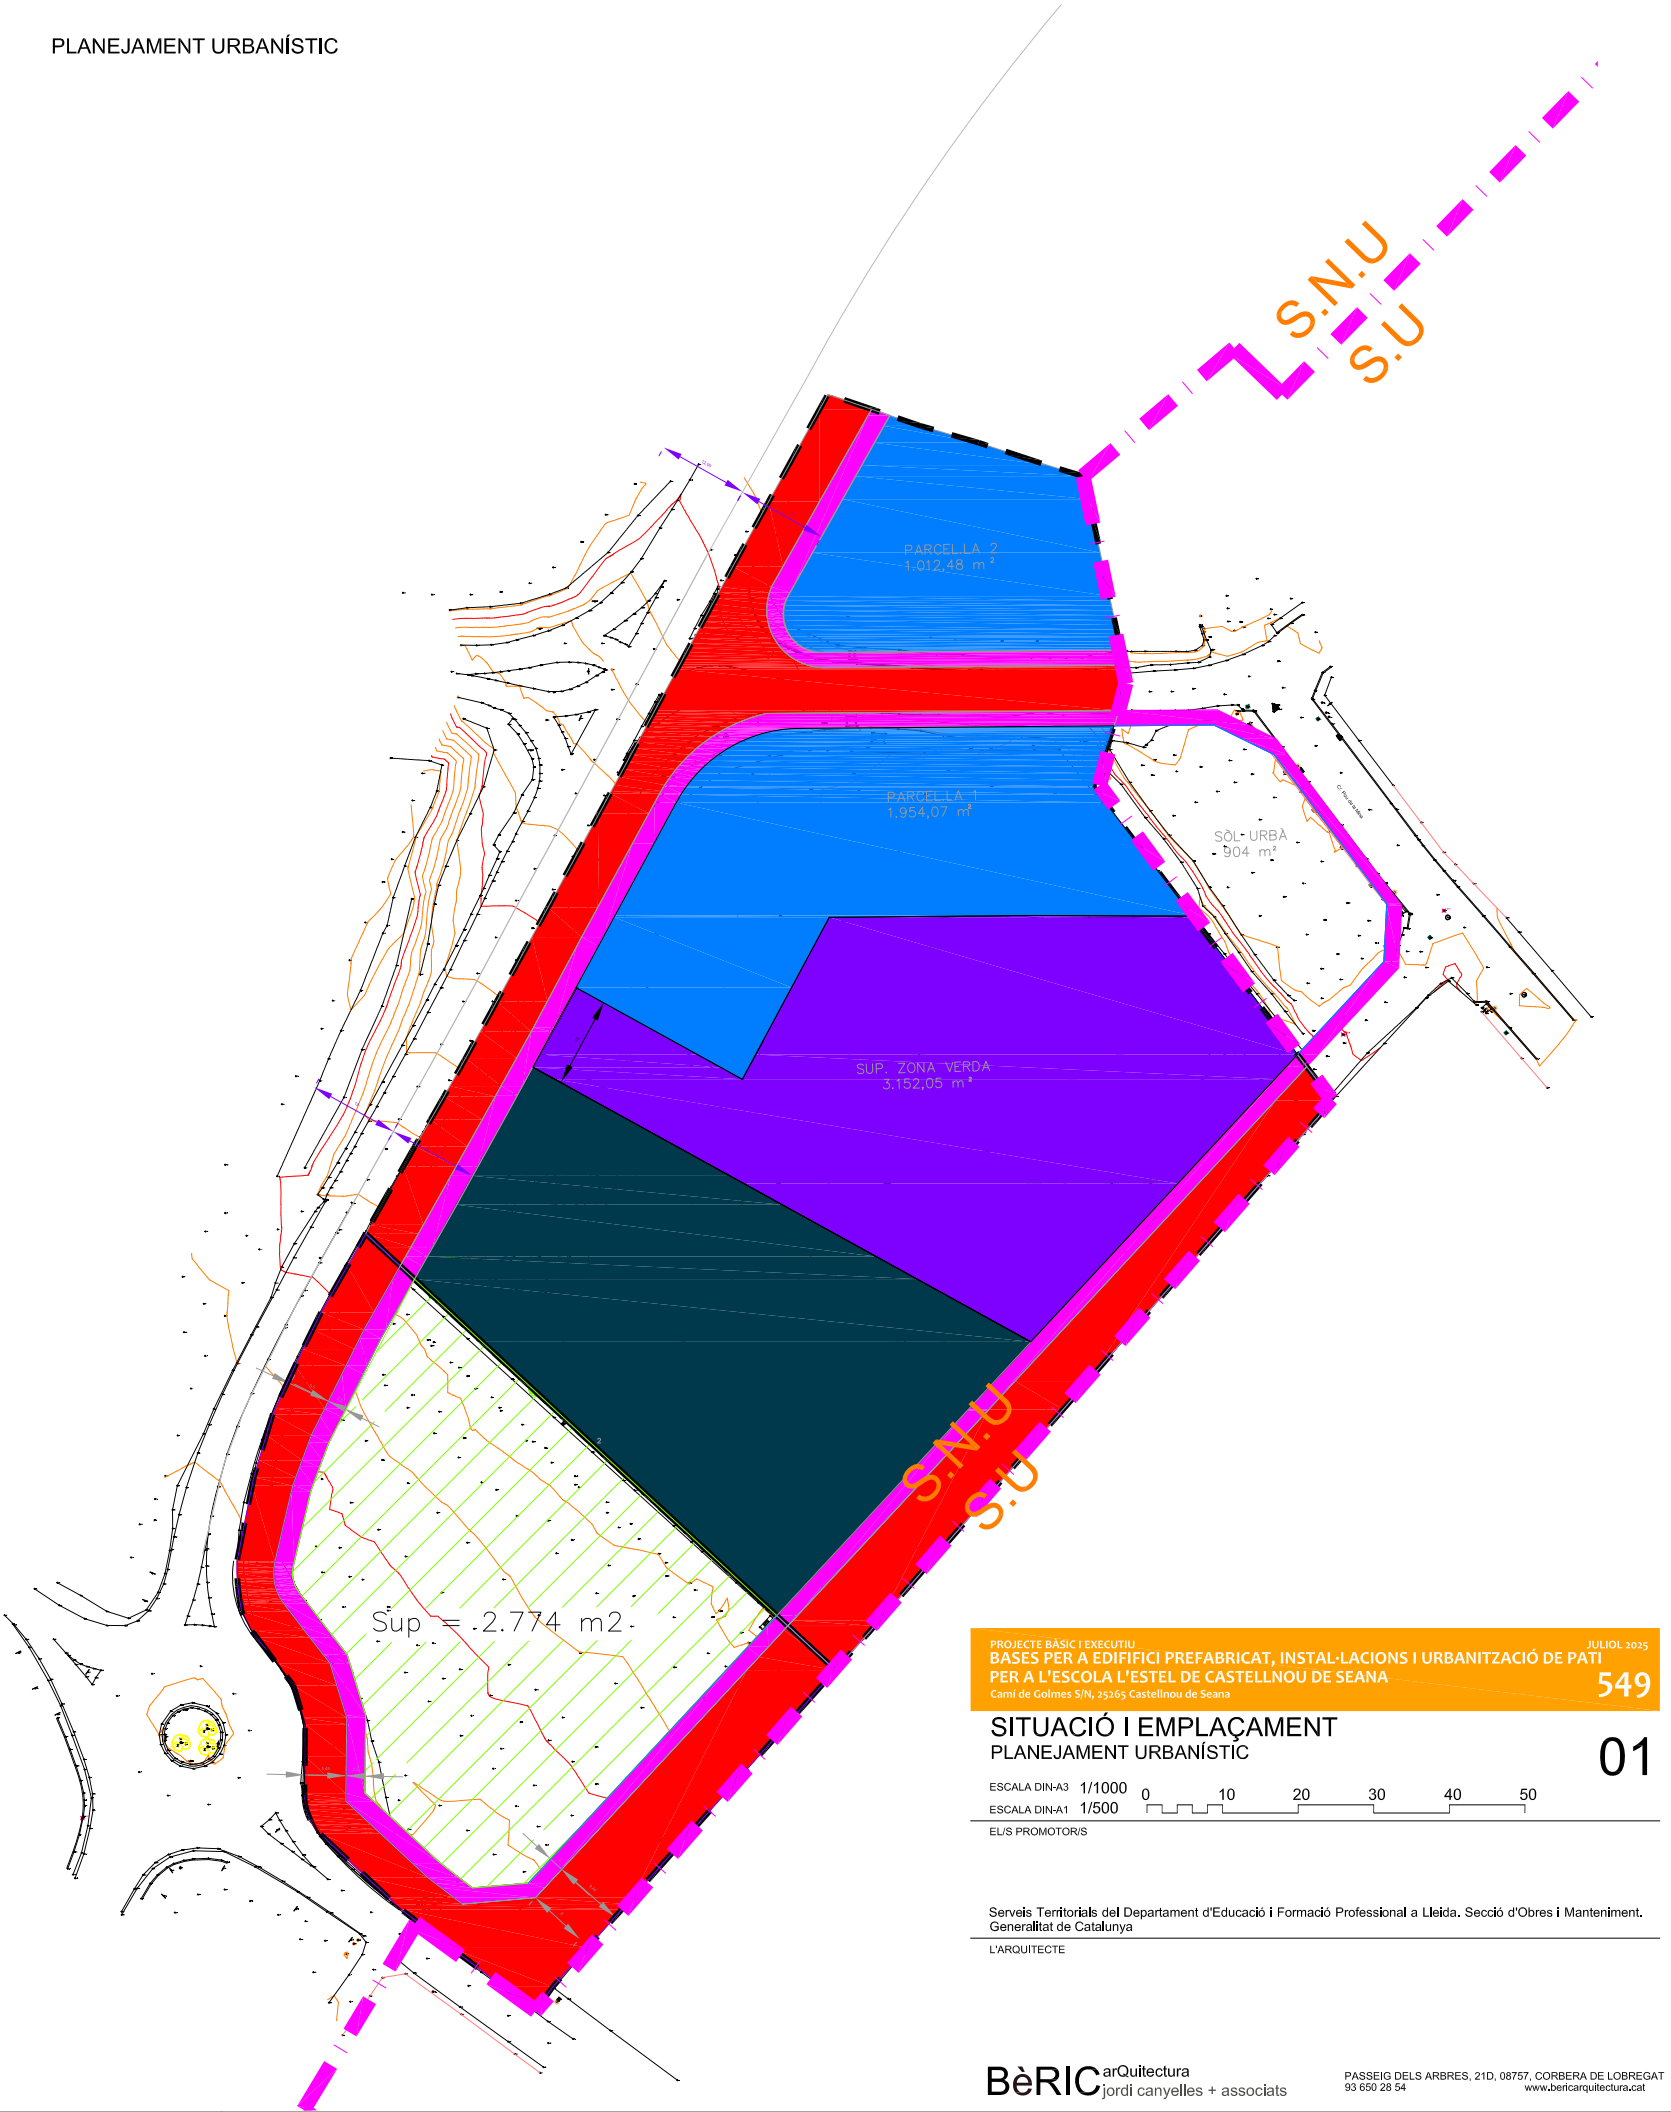 PLANEJAMENT URBANÍSTIC
S.N.U
S.U
PARCEL.LA 2
1.012,48 m²
PARCEL.LA 1
1.954,07 m²
SÒL URBÀ
904 m²
SUP. ZONA VERDA
3.152,05 m²
2
S.N.U
S.U
Sup = 2.774 m2
PROJECTE BÀSIC I EXECUTIU
JULIOL 2025
BASES PER A EDIFIFICI PREFABRICAT, INSTAL·LACIONS I URBANITZACIÓ DE PATI
PER A L'ESCOLA L'ESTEL DE CASTELLNOU DE SEANA
549
Camí de Golmes S/N, 25265 Castellnou de Seana
SITUACIÓ I EMPLAÇAMENT
PLANEJAMENT URBANÍSTIC
01
ESCALA DIN-A3 1/1000
0 10 20 30 40 50
ESCALA DIN-A1 1/500
EL/S PROMOTOR/S
Serveis Territorials del Departament d'Educació i Formació Professional a Lleida. Secció d'Obres i Manteniment.
Generalitat de Catalunya
L'ARQUITECTE
BèRIC arQuitectura
jordi canyelles + associats
PASSEIG DELS ARBRES, 21D, 08757, CORBERA DE LOBREGAT
93 650 28 54 www.bericarquitectura.cat